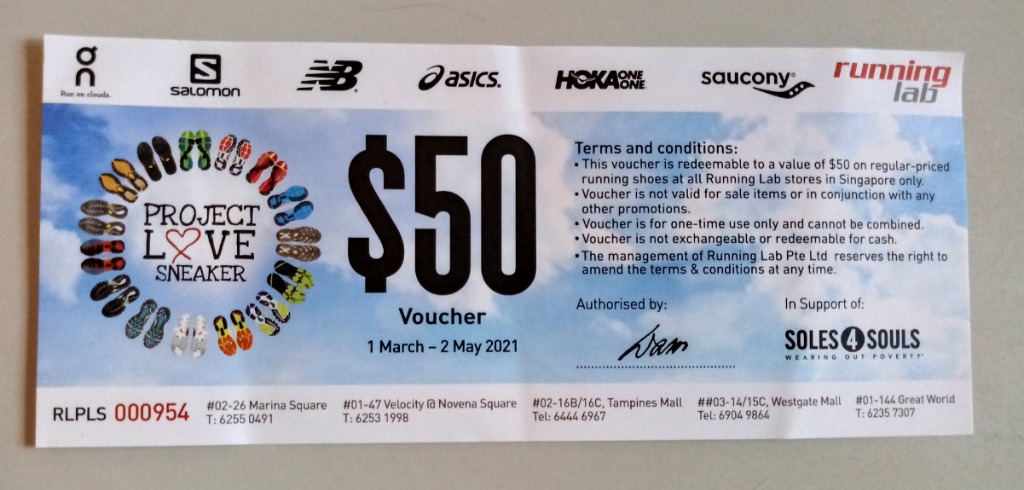 On
Run on clouds.
S
SALOMON
NB
asics.
HOKA ONE ONE
saucony
running lab
PROJECT
LOVE
SNEAKER
$50
Voucher
1 March – 2 May 2021
Terms and conditions:
• This voucher is redeemable to a value of $50 on regular-priced
running shoes at all Running Lab stores in Singapore only.
• Voucher is not valid for sale items or in conjunction with any
other promotions.
• Voucher is for one-time use only and cannot be combined.
• Voucher is not exchangeable or redeemable for cash.
• The management of Running Lab Pte Ltd reserves the right to
amend the terms & conditions at any time.
Authorised by:
In Support of:
SOLES4SOULS
WEARING OUT POVERTY
RLPLS 000954
#02-26 Marina Square
T: 6255 0491
#01-47 Velocity @ Novena Square
T: 6253 1998
#02-16B/16C, Tampines Mall
Tel: 6444 6967
##03-14/15C, Westgate Mall
Tel: 6904 9864
#01-144 Great World
T: 6235 7307